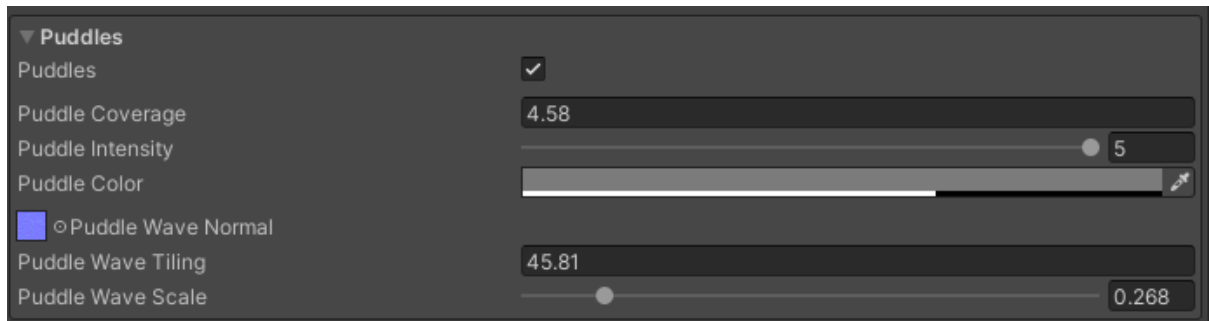 Puddles
Puddles
Puddle Coverage 4.58
Puddle Intensity 5
Puddle Color
Puddle Wave Normal
Puddle Wave Tiling 45.81
Puddle Wave Scale 0.268